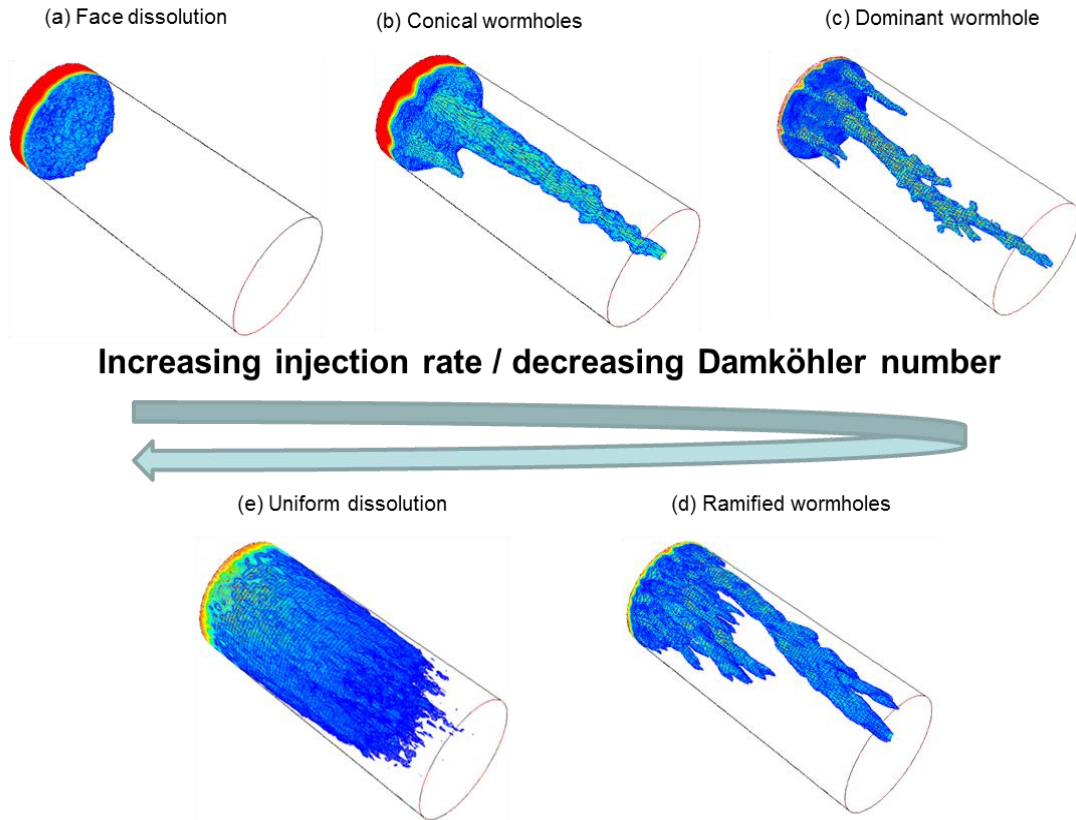 (a) Face dissolution
(b) Conical wormholes
(c) Dominant wormhole
Increasing injection rate / decreasing Damköhler number
(e) Uniform dissolution
(d) Ramified wormholes